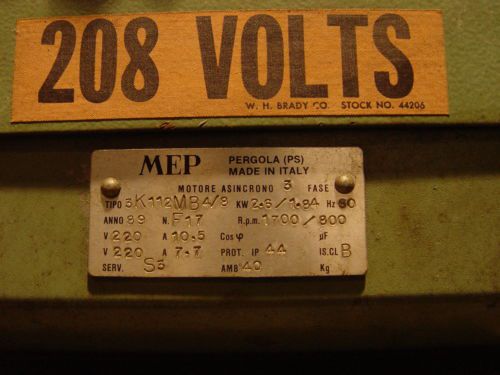 208 VOLTS
W. H. BRADY CO. STOCK NO. 44206
MEP PERGOLA (PS)
MADE IN ITALY
MOTORE ASINCRONO 3 FASE
TIPO 3K112MB4/8 KW 2.6/1.84 Hz 60
ANNO 89 N. F17 R.p.m. 1700/800
V 220 A 10.5 Cos φ µF
V 220 A 7.7 PROT. IP 44 IS.CL B
SERV. S3 AMB 40 Kg